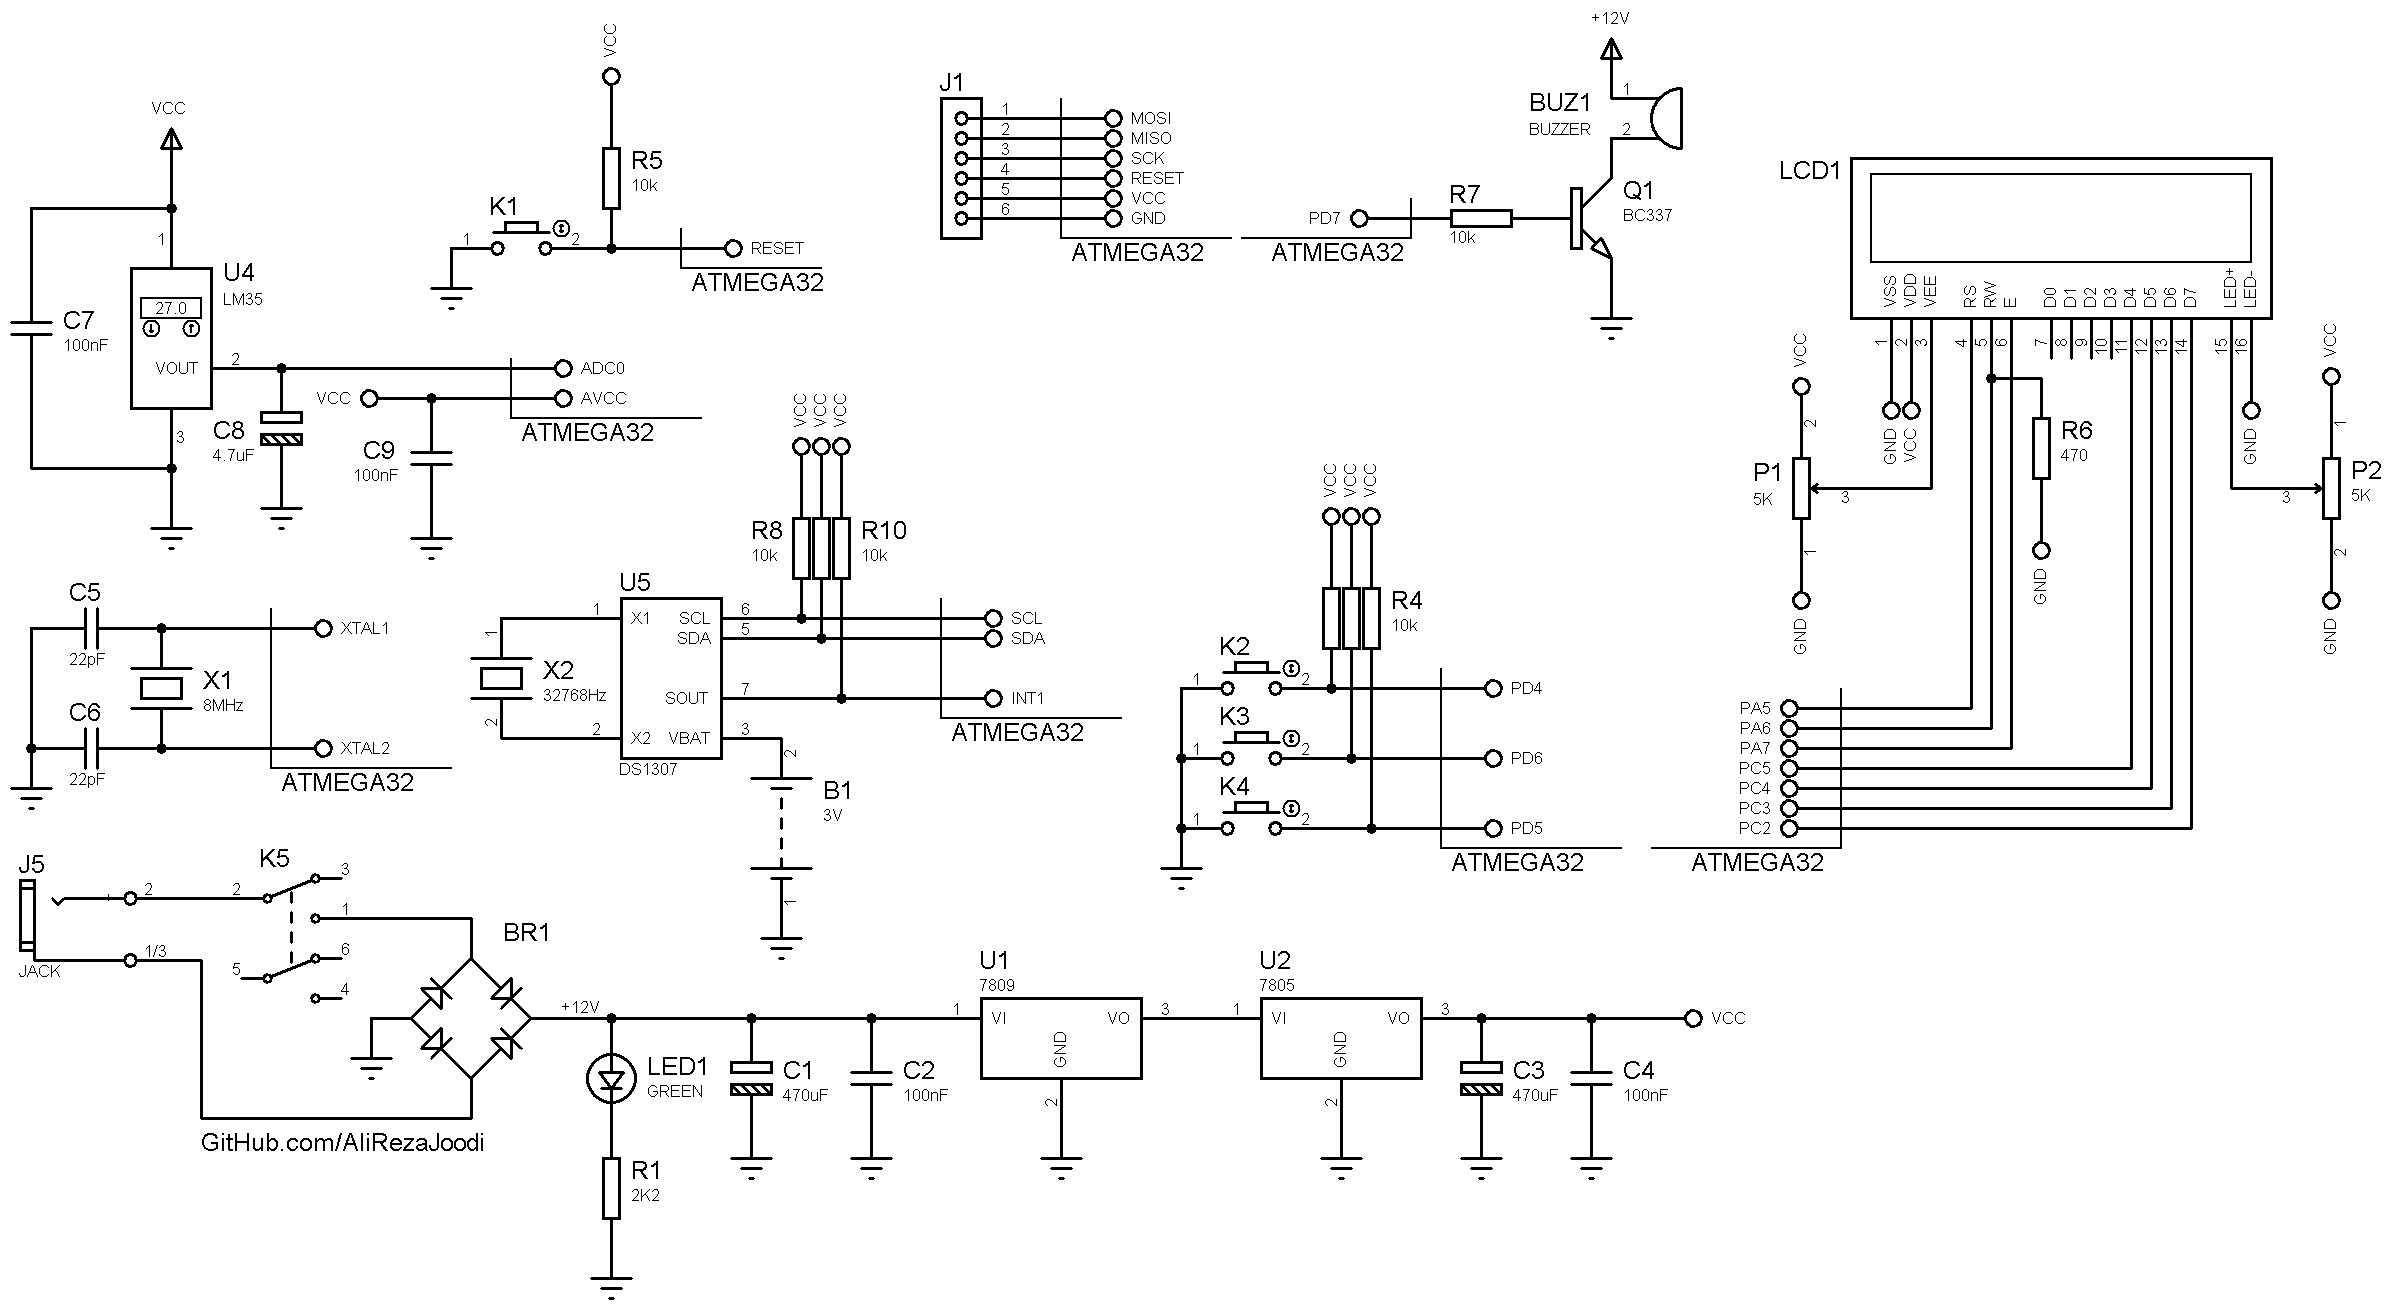 VCC
1
U4
LM35
27.0
VOUT
2
3
C7
100nF
C8
4.7uF
VCC
C9
100nF
ADC0
AVCC
ATMEGA32
VCC
R5
10k
K1
1
2
RESET
ATMEGA32
J1
1
2
3
4
5
6
MOSI
MISO
SCK
RESET
VCC
GND
ATMEGA32
+12V
BUZ1
BUZZER
1
2
Q1
BC337
R7
10k
PD7
ATMEGA32
LCD1
VSS
VDD
VEE
RS
RW
E
D0
D1
D2
D3
D4
D5
D6
D7
LED+
LED-
1
2
3
4
5
6
7
8
9
10
11
12
13
14
15
16
GND
VCC
GND
VCC
2
P1
5K
3
1
GND
R6
470
GND
VCC
1
P2
5K
3
2
GND
PA5
PA6
PA7
PC5
PC4
PC3
PC2
ATMEGA32
C5
22pF
C6
22pF
X1
8MHz
XTAL1
XTAL2
ATMEGA32
VCC
VCC
VCC
R8
10k
R10
10k
U5
X1
X2
SCL
SDA
SOUT
VBAT
DS1307
1
2
6
5
7
3
1
X2
32768Hz
2
2
B1
3V
1
SCL
SDA
INT1
ATMEGA32
VCC
VCC
VCC
R4
10k
K2
1
2
K3
1
2
K4
1
2
PD4
PD6
PD5
ATMEGA32
J5
JACK
+
2
1/3
K5
2
3
1
5
6
4
BR1
+12V
LED1
GREEN
R1
2K2
C1
470uF
C2
100nF
U1
7809
1
VI
VO
3
GND
2
U2
7805
1
VI
VO
3
GND
2
C3
470uF
C4
100nF
VCC
GitHub.com/AliRezaJoodi